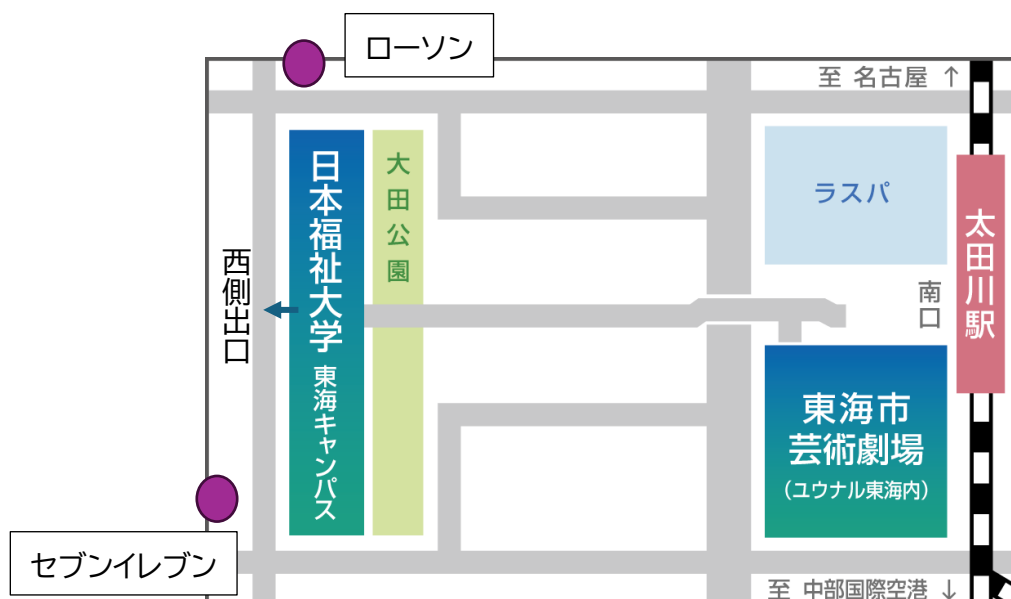 ローソン
至 名古屋 ↑
日本福祉大学 東海キャンパス
大田公園
ラスパ
太田川駅
南口
西側出口
東海市
芸術劇場
(ユウナル東海内)
セブンイレブン
至 中部国際空港 ↓